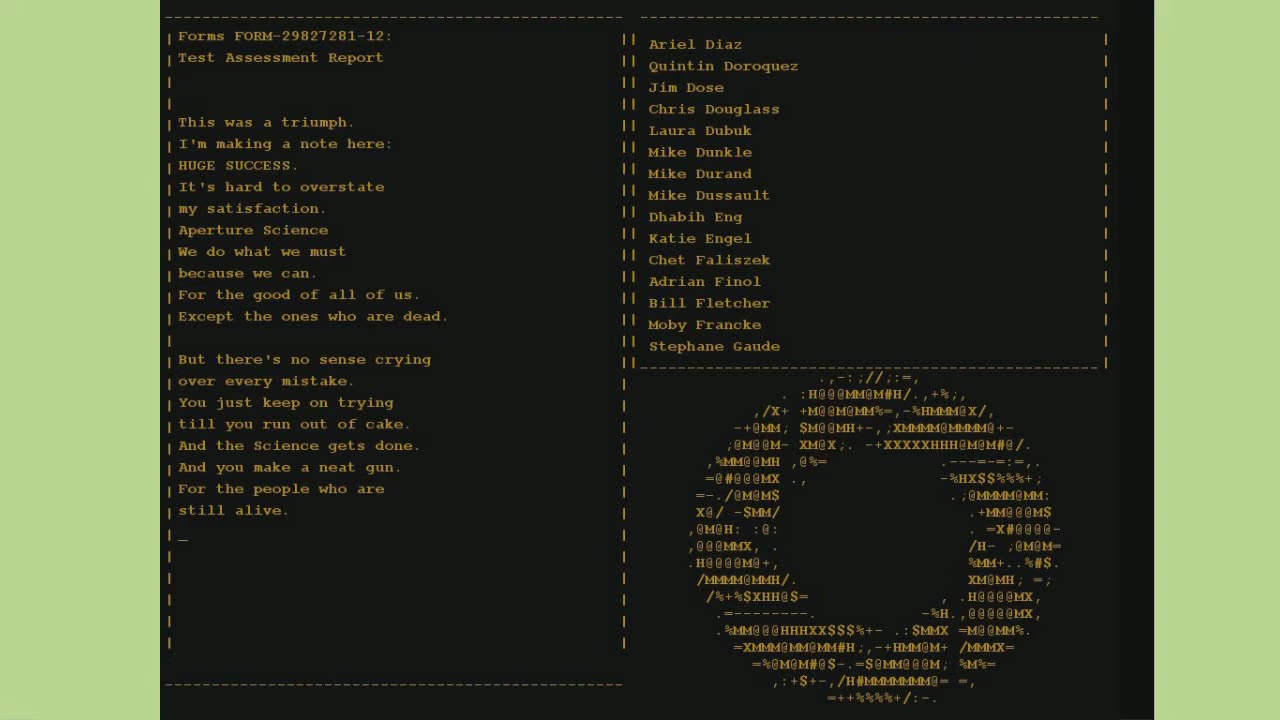 Forms FORM-29827281-12:
Test Assessment Report
This was a triumph.
I'm making a note here:
HUGE SUCCESS.
It's hard to overstate
my satisfaction.
Aperture Science
We do what we must
because we can.
For the good of all of us.
Except the ones who are dead.
But there's no sense crying
over every mistake.
You just keep on trying
till you run out of cake.
And the Science gets done.
And you make a neat gun.
For the people who are
still alive.
_
Ariel Diaz
Quintin Doroquez
Jim Dose
Chris Douglass
Laura Dubuk
Mike Dunkle
Mike Durand
Mike Dussault
Dhabih Eng
Katie Engel
Chet Faliszek
Adrian Finol
Bill Fletcher
Moby Francke
Stephane Gaude